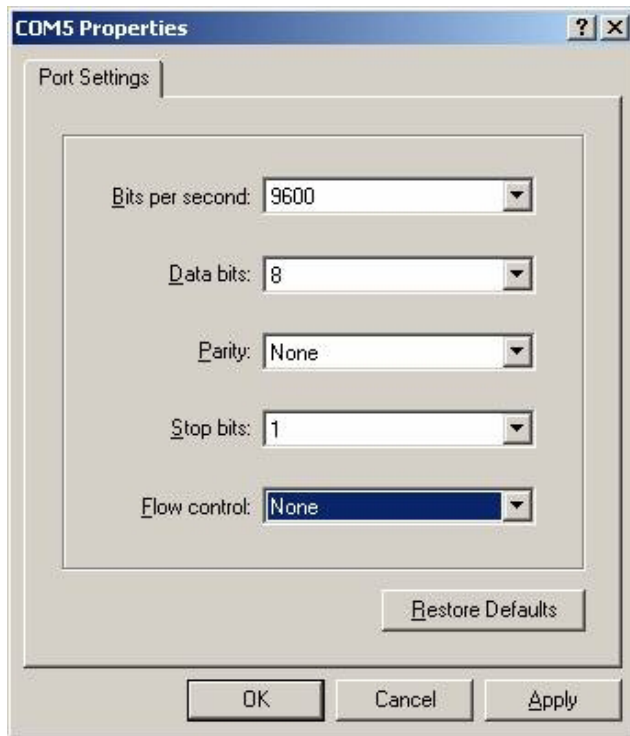 COM5 Properties
Port Settings
Bits per second: 9600
Data bits: 8
Parity: None
Stop bits: 1
Flow control: None
Restore Defaults
OK Cancel Apply